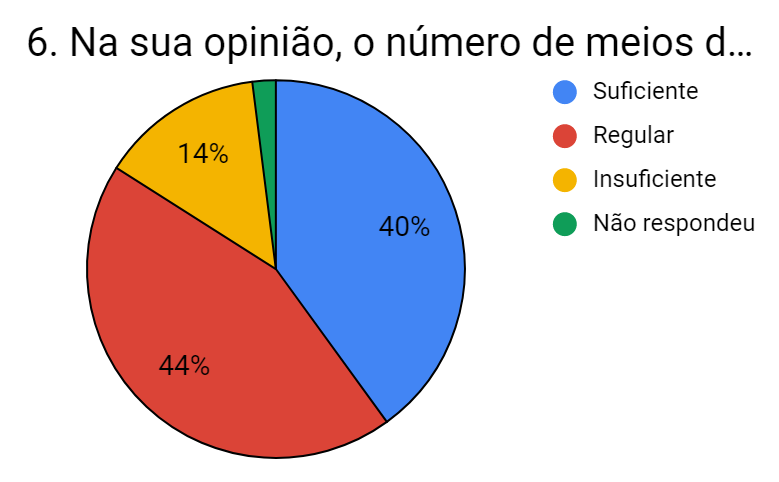 6. Na sua opinião, o número de meios d...
Suficiente
Regular
Insuficiente
Não respondeu
14%
40%
44%